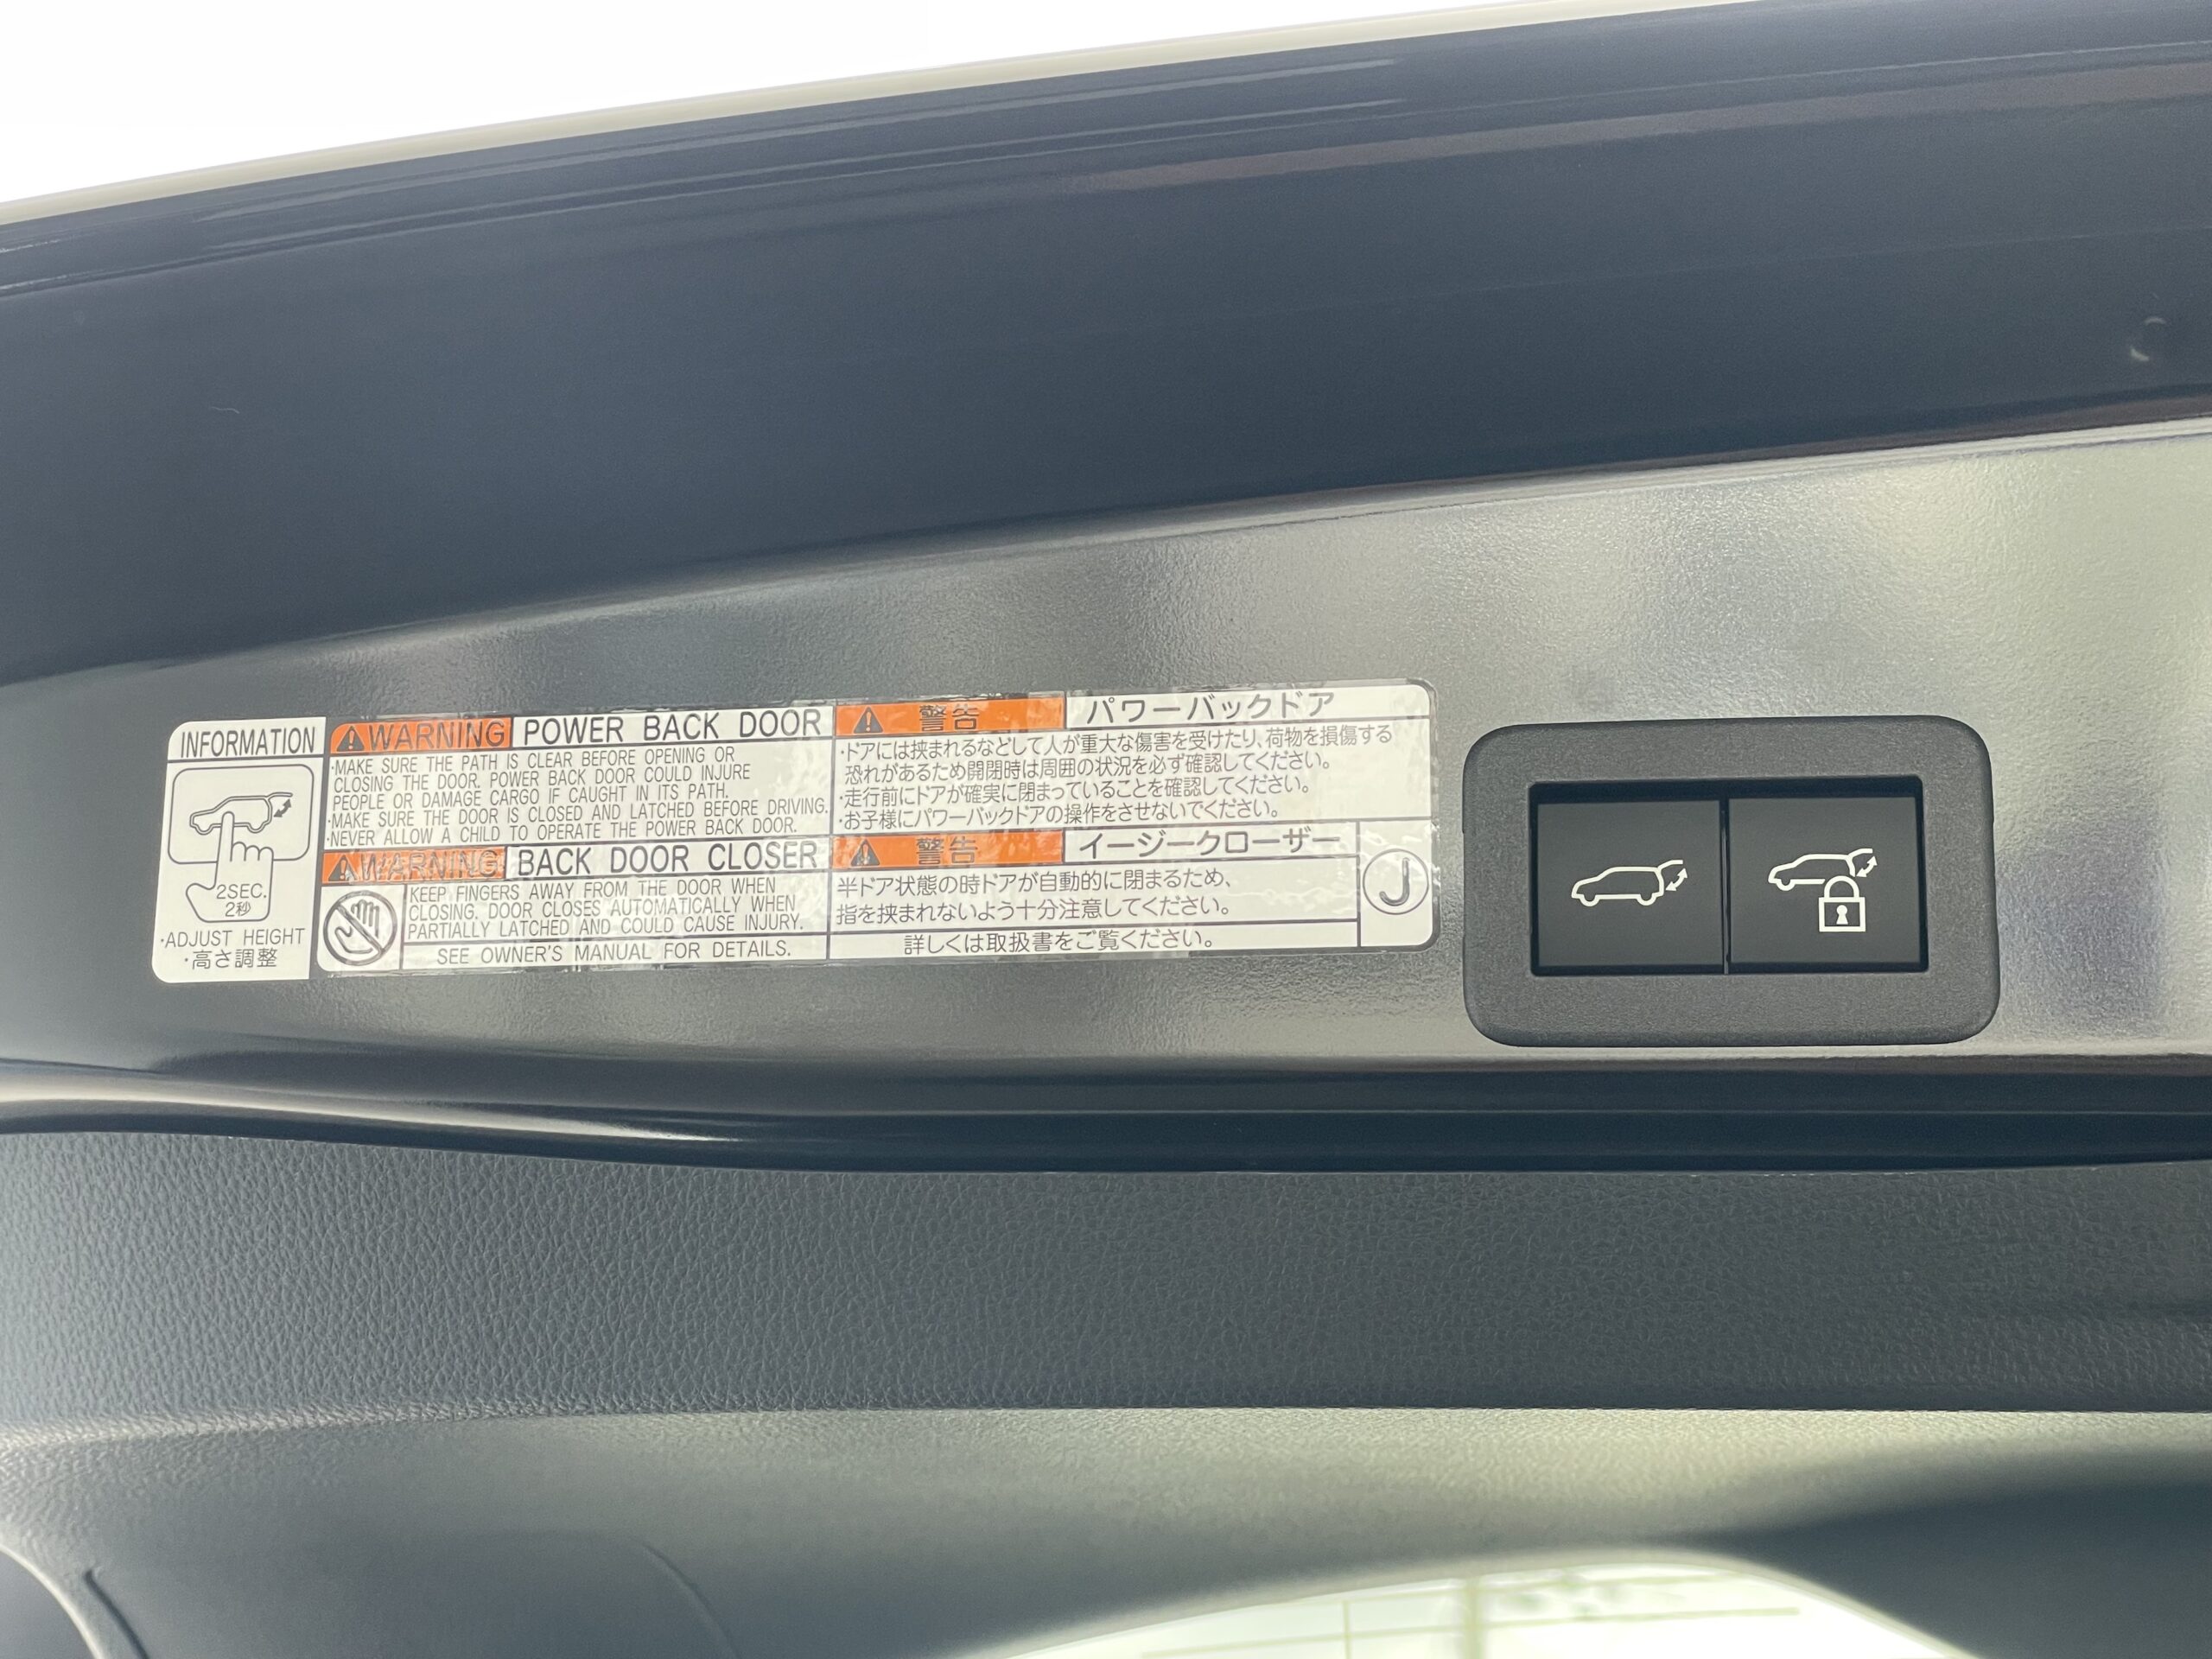 INFORMATION
2SEC.
2秒
・ADJUST HEIGHT
・高さ調整
WARNING POWER BACK DOOR
・MAKE SURE THE PATH IS CLEAR BEFORE OPENING OR
CLOSING THE DOOR. POWER BACK DOOR COULD INJURE
PEOPLE OR DAMAGE CARGO IF CAUGHT IN ITS PATH.
・MAKE SURE THE DOOR IS CLOSED AND LATCHED BEFORE DRIVING.
・NEVER ALLOW A CHILD TO OPERATE THE POWER BACK DOOR.
WARNING BACK DOOR CLOSER
KEEP FINGERS AWAY FROM THE DOOR WHEN
CLOSING. DOOR CLOSES AUTOMATICALLY WHEN
PARTIALLY LATCHED AND COULD CAUSE INJURY.
SEE OWNER'S MANUAL FOR DETAILS.
警告 パワーバックドア
・ドアには挟まれるなどして人が重大な傷害を受けたり、荷物を損傷する
恐れがあるため開閉時は周囲の状況を必ず確認してください。
・走行前にドアが確実に閉まっていることを確認してください。
・お子様にパワーバックドアの操作をさせないでください。
警告 イージークローザー
半ドア状態の時ドアが自動的に閉まるため、
指を挟まれないよう十分注意してください。
詳しくは取扱書をご覧ください。
J